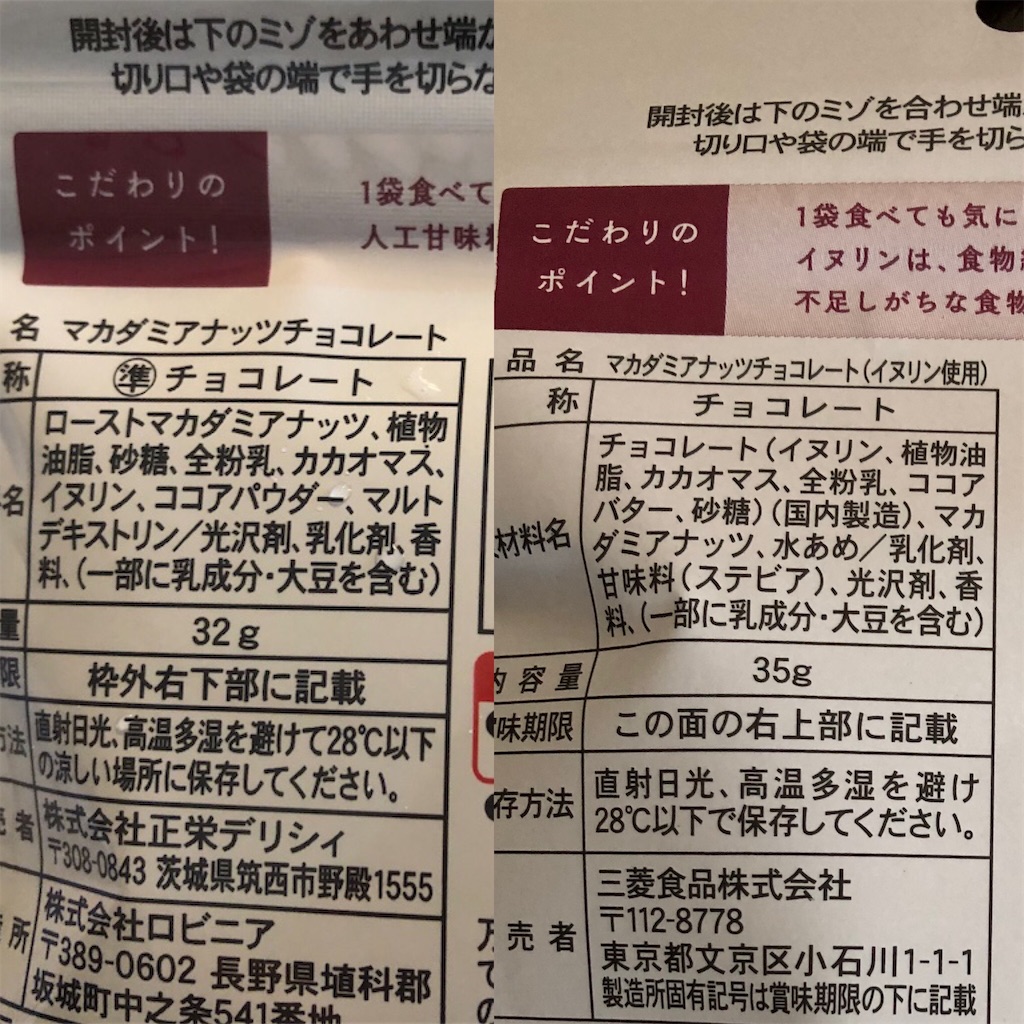 開封後は下のミゾをあわせ端か
切り口や袋の端で手を切らな
こだわりの
ポイント!
1袋食べて
人工甘味料
名 マカダミアナッツチョコレート
称 準チョコレート
ローストマカダミアナッツ、植物
油脂、砂糖、全粉乳、カカオマス、
名 イヌリン、ココアパウダー、マルト
デキストリン/光沢剤、乳化剤、香
料、(一部に乳成分・大豆を含む)
量 32g
限 枠外右下部に記載
方法 直射日光、高温多湿を避けて28℃以下
の涼しい場所に保存してください。
売者 株式会社正栄デリシィ
〒308-0843 茨城県筑西市野殿1555
株式会社ロビニア
所 〒389-0602 長野県埴科郡
坂城町中之条541番地
開封後は下のミゾを合わせ端
切り口や袋の端で手を切ら
こだわりの
ポイント!
1袋食べても気に
イヌリンは、食物
不足しがちな食物
品名 マカダミアナッツチョコレート(イヌリン使用)
称 チョコレート
チョコレート(イヌリン、植物油
脂、カカオマス、全粉乳、ココア
バター、砂糖)(国内製造)、マカ
材料名 ダミアナッツ、水あめ/乳化剤、
甘味料(ステビア)、光沢剤、香
料、(一部に乳成分・大豆を含む)
内容量 35g
味期限 この面の右上部に記載
存方法 直射日光、高温多湿を避け
28℃以下で保存してください。
三菱食品株式会社
売者 〒112-8778
東京都文京区小石川1-1-1
製造所固有記号は賞味期限の下に記載